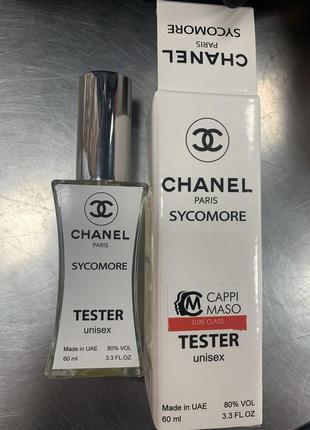 CHANEL
PARIS
SYCOMORE
CHANEL
PARIS
SYCOMORE
TESTER
unisex
Made in UAE 80% VOL
60 ml 3.3 FL.OZ
CHANEL
PARIS
SYCOMORE
CAPPI
MASO
LUXE CLASS
TESTER
unisex
Made in UAE 80% VOL
60 ml 3.3 FL.OZ